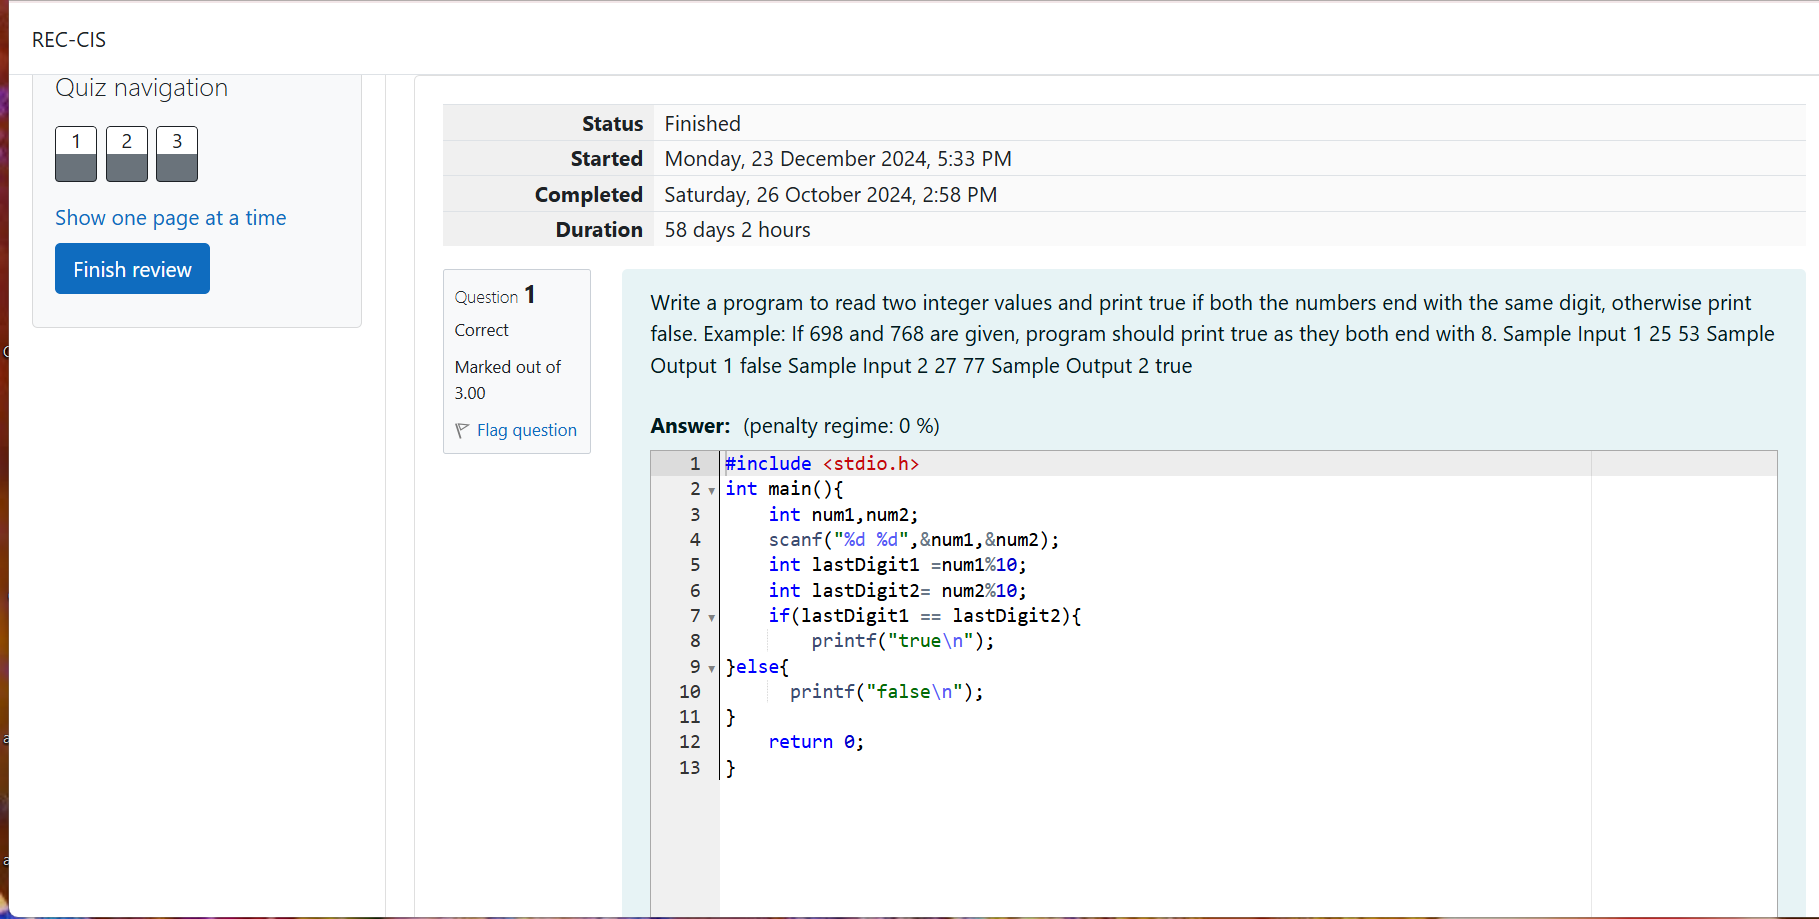 REC-CIS
Quiz navigation
1 2 3
Show one page at a time
Finish review
Status Finished
Started Monday, 23 December 2024, 5:33 PM
Completed Saturday, 26 October 2024, 2:58 PM
Duration 58 days 2 hours
Question 1
Correct
Marked out of
3.00
Flag question
Write a program to read two integer values and print true if both the numbers end with the same digit, otherwise print
false. Example: If 698 and 768 are given, program should print true as they both end with 8. Sample Input 1 25 53 Sample
Output 1 false Sample Input 2 27 77 Sample Output 2 true
Answer: (penalty regime: 0 %)
1 #include <stdio.h>
2 int main(){
3     int num1,num2;
4     scanf("%d %d",&num1,&num2);
5     int lastDigit1 =num1%10;
6     int lastDigit2= num2%10;
7     if(lastDigit1 == lastDigit2){
8         printf("true\n");
9 }else{
10       printf("false\n");
11 }
12     return 0;
13 }